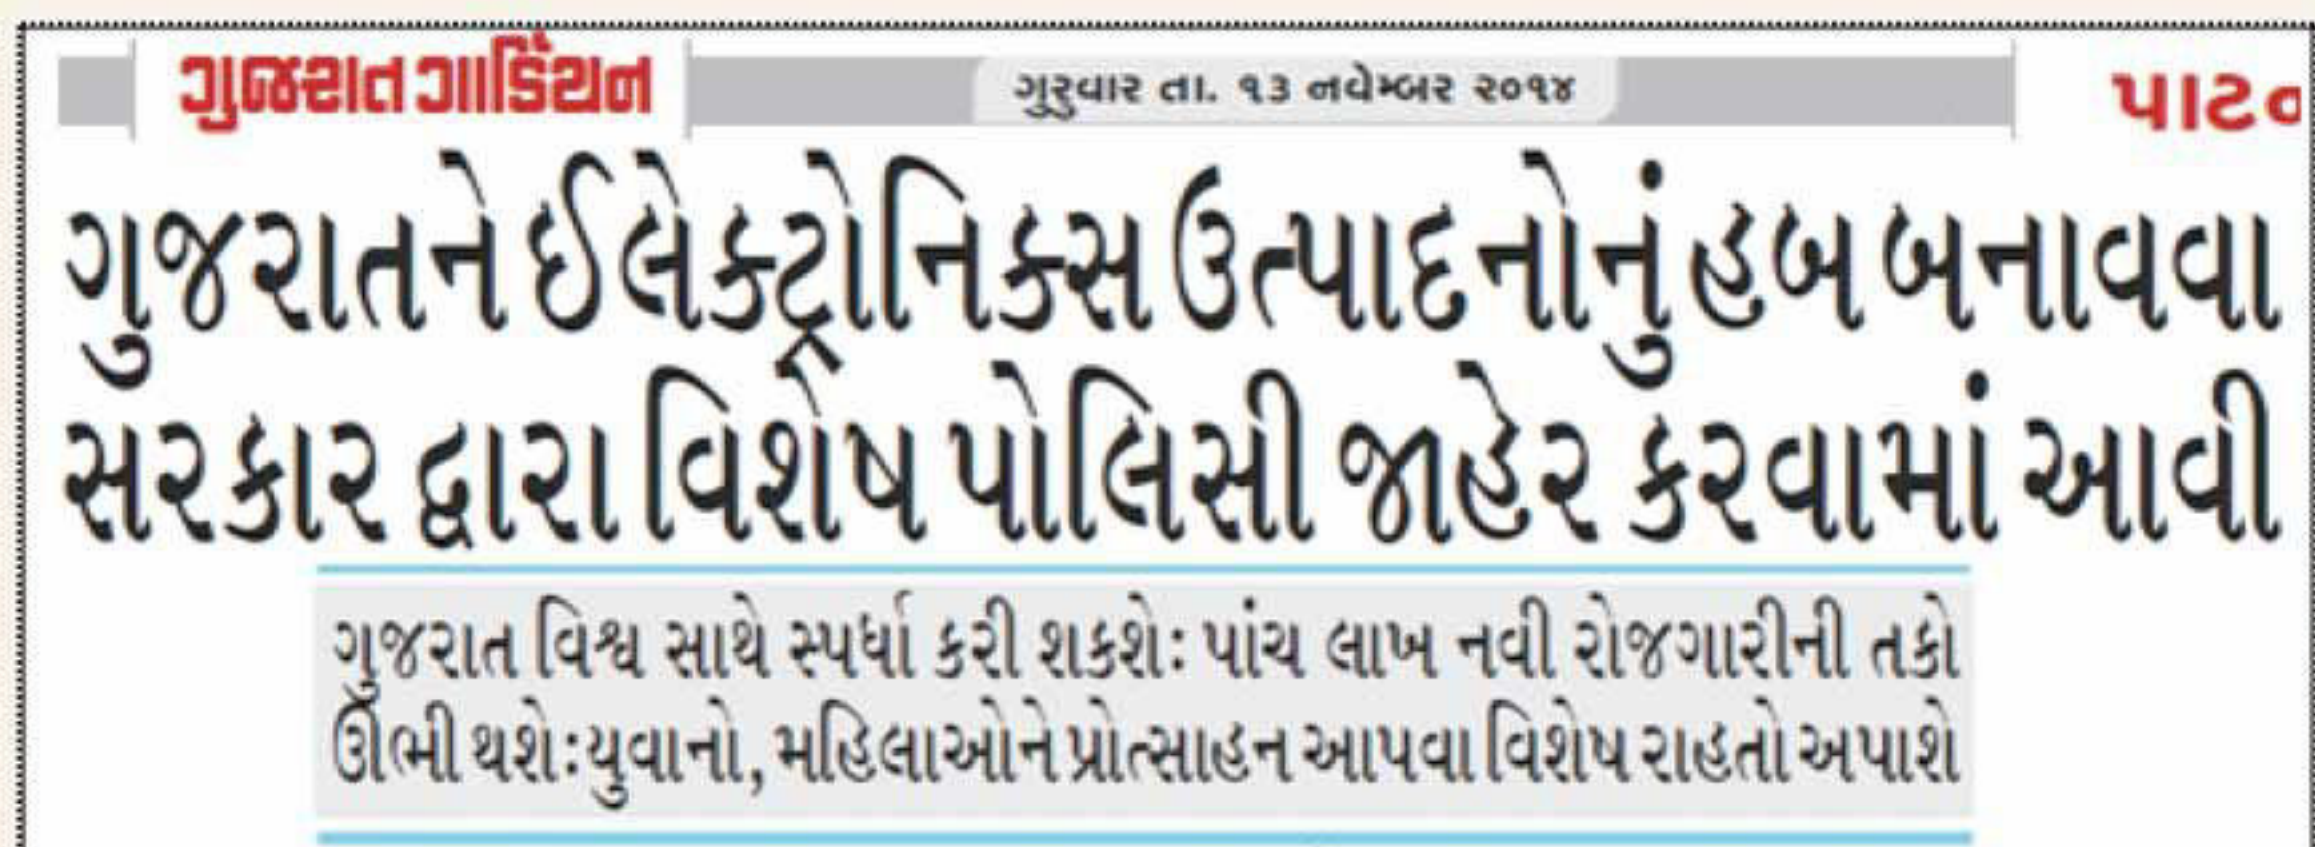 ગુજરાત ગાર્ડિયન
ગુરુવાર તા. ૧૩ નવેમ્બર ૨૦૧૪
ગુજરાતને ઈલેક્ટ્રોનિક્સ ઉત્પાદનોનું હબ બનાવવા
સરકાર દ્વારા વિશેષ પોલિસી જાહેર કરવામાં આવી
ગુજરાત વિશ્વ સાથે સ્પર્ધા કરી શકશેઃ પાંચ લાખ નવી રોજગારીની તકો
ઊભી થશેઃયુવાનો, મહિલાઓને પ્રોત્સાહન આપવા વિશેષ રાહતો અપાશે